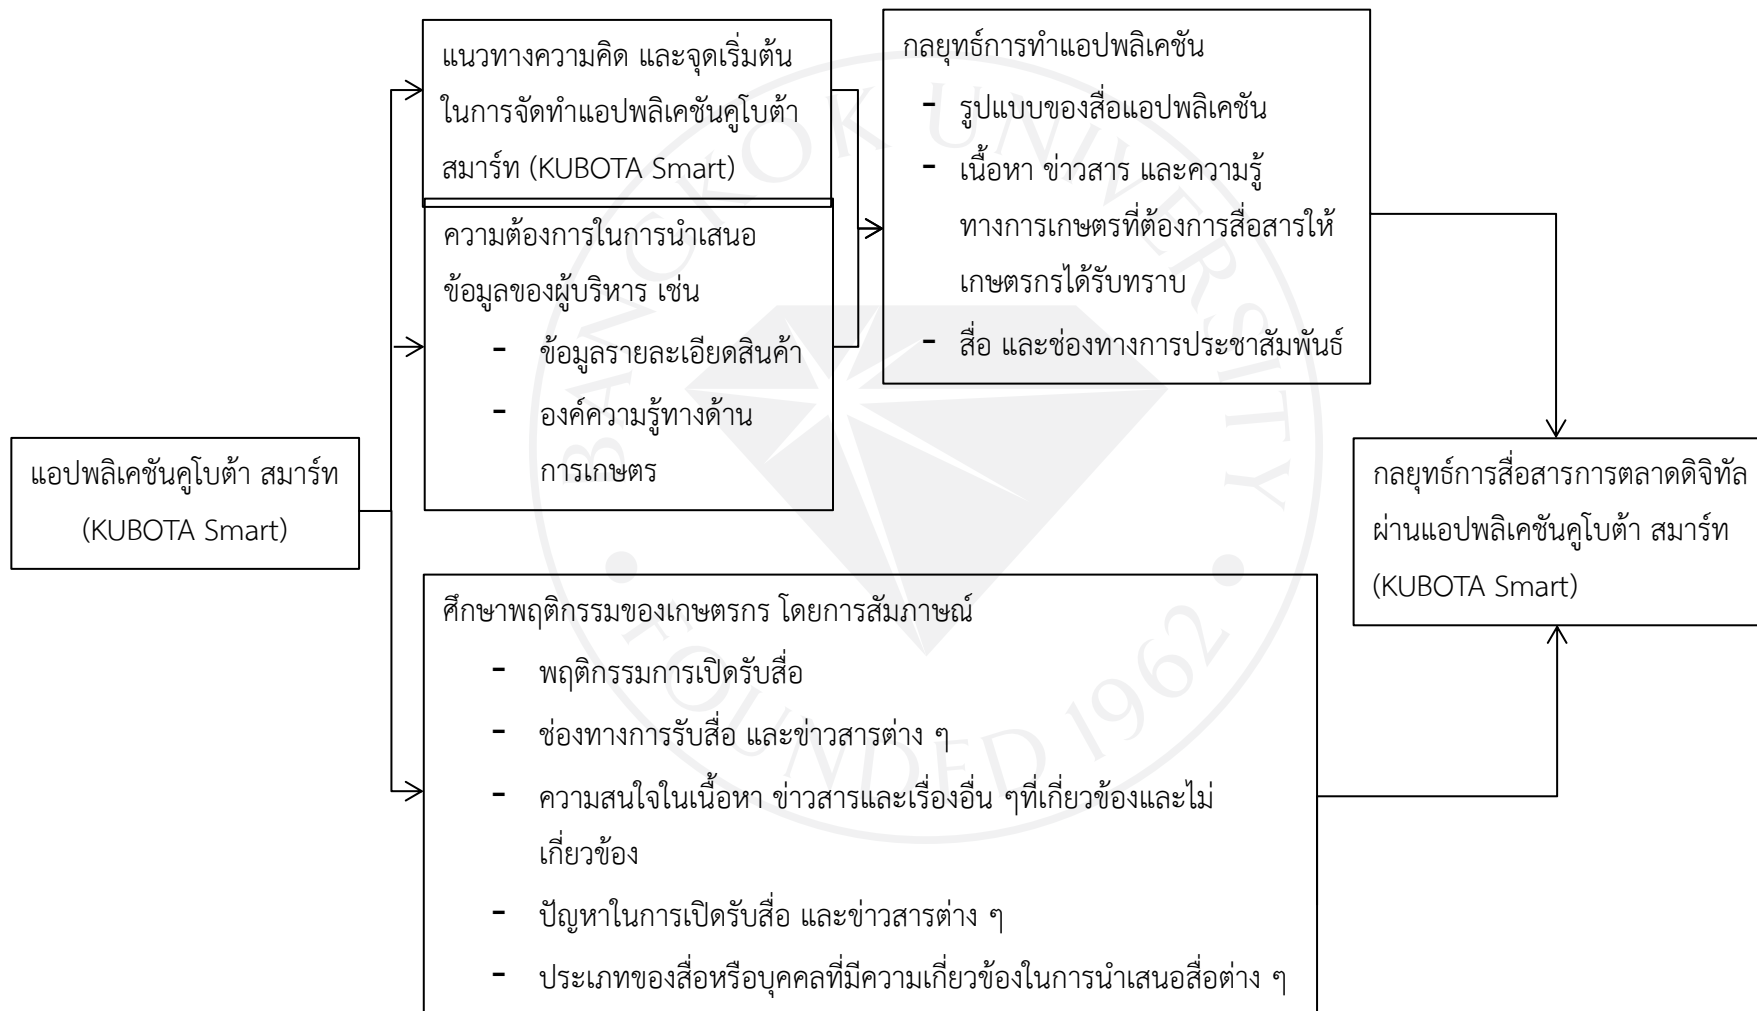 แนวทางความคิด และจุดเริ่มต้น
ในการจัดทำแอปพลิเคชันคูโบต้า
สมาร์ท (KUBOTA Smart)
ความต้องการในการนำเสนอ
ข้อมูลของผู้บริหาร เช่น
- ข้อมูลรายละเอียดสินค้า
- องค์ความรู้ทางด้าน
การเกษตร
กลยุทธ์การทำแอปพลิเคชัน
- รูปแบบของสื่อแอปพลิเคชัน
- เนื้อหา ข่าวสาร และความรู้
ทางการเกษตรที่ต้องการสื่อสารให้
เกษตรกรได้รับทราบ
- สื่อ และช่องทางการประชาสัมพันธ์
แอปพลิเคชันคูโบต้า สมาร์ท
(KUBOTA Smart)
กลยุทธ์การสื่อสารการตลาดดิจิทัล
ผ่านแอปพลิเคชันคูโบต้า สมาร์ท
(KUBOTA Smart)
ศึกษาพฤติกรรมของเกษตรกร โดยการสัมภาษณ์
- พฤติกรรมการเปิดรับสื่อ
- ช่องทางการรับสื่อ และข่าวสารต่าง ๆ
- ความสนใจในเนื้อหา ข่าวสารและเรื่องอื่น ๆที่เกี่ยวข้องและไม่
เกี่ยวข้อง
- ปัญหาในการเปิดรับสื่อ และข่าวสารต่าง ๆ
- ประเภทของสื่อหรือบุคคลที่มีความเกี่ยวข้องในการนำเสนอสื่อต่าง ๆ
BANGKOK UNIVERSITY
FOUNDED 1962